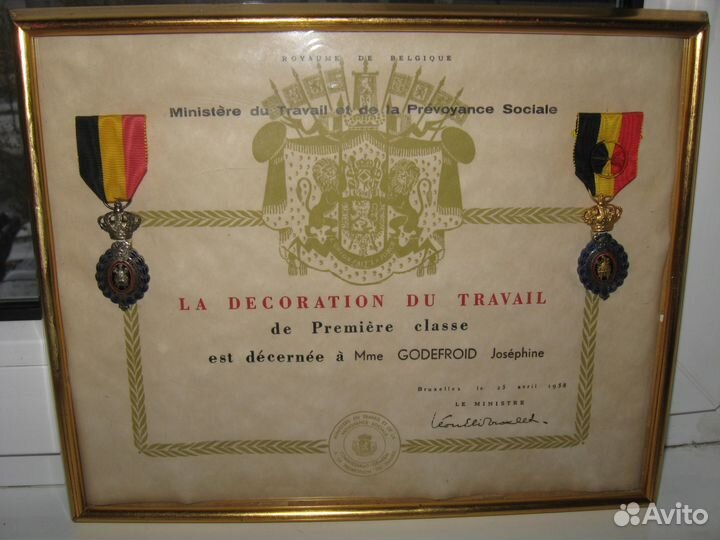 ROYAUME DE BELGIQUE
Ministère du Travail et de la Prévoyance Sociale
LA DECORATION DU TRAVAIL
de Première classe
est décernée à Mme GODEFROID Joséphine
Bruxelles le 25 avril 1958
LE MINISTRE
Avito